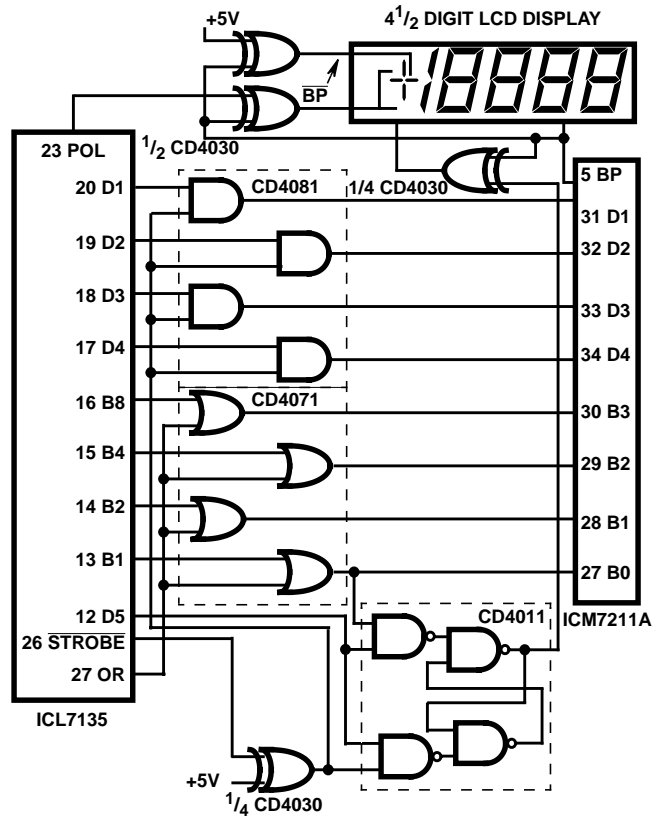 +5V
4 1/2 DIGIT LCD DISPLAY
BP
23 POL
1/2 CD4030
1/4 CD4030
5 BP
20 D1
CD4081
31 D1
19 D2
32 D2
18 D3
33 D3
17 D4
34 D4
16 B8
CD4071
30 B3
15 B4
29 B2
14 B2
28 B1
13 B1
27 B0
12 D5
CD4011
ICM7211A
26 STROBE
27 OR
ICL7135
+5V
1/4 CD4030